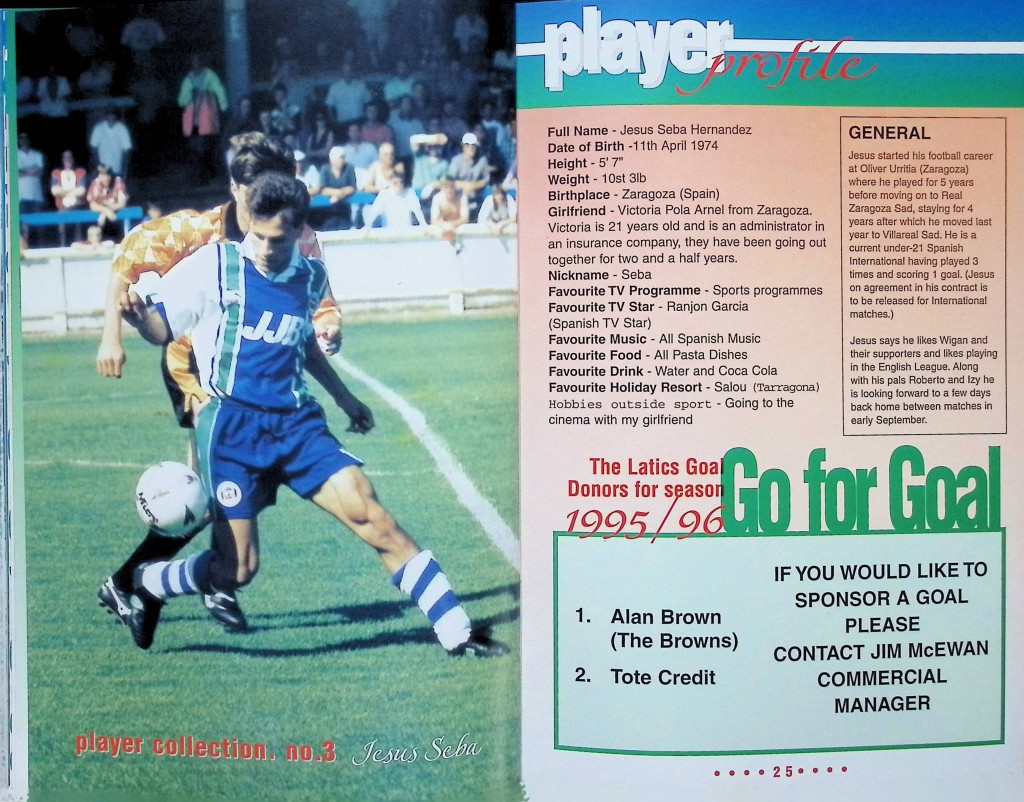 JJB
Mitre
player collection. no.3 Jesus Seba
player profile
Full Name - Jesus Seba Hernandez
Date of Birth -11th April 1974
Height - 5' 7"
Weight - 10st 3lb
Birthplace - Zaragoza (Spain)
Girlfriend - Victoria Pola Arnel from Zaragoza.
Victoria is 21 years old and is an administrator in
an insurance company, they have been going out
together for two and a half years.
Nickname - Seba
Favourite TV Programme - Sports programmes
Favourite TV Star - Ranjon Garcia
(Spanish TV Star)
Favourite Music - All Spanish Music
Favourite Food - All Pasta Dishes
Favourite Drink - Water and Coca Cola
Favourite Holiday Resort - Salou (Tarragona)
Hobbies outside sport - Going to the
cinema with my girlfriend
GENERAL
Jesus started his football career
at Oliver Urritia (Zaragoza)
where he played for 5 years
before moving on to Real
Zaragoza Sad, staying for 4
years after which he moved last
year to Villareal Sad. He is a
current under-21 Spanish
International having played 3
times and scoring 1 goal. (Jesus
on agreement in his contract is
to be released for International
matches.)
Jesus says he likes Wigan and
their supporters and likes playing
in the English League. Along
with his pals Roberto and Izy he
is looking forward to a few days
back home between matches in
early September.
The Latics Goal
Donors for season
1995/96
Go for Goal
1. Alan Brown
(The Browns)
2. Tote Credit
IF YOU WOULD LIKE TO
SPONSOR A GOAL
PLEASE
CONTACT JIM McEWAN
COMMERCIAL
MANAGER
• • • • 25 • • • •